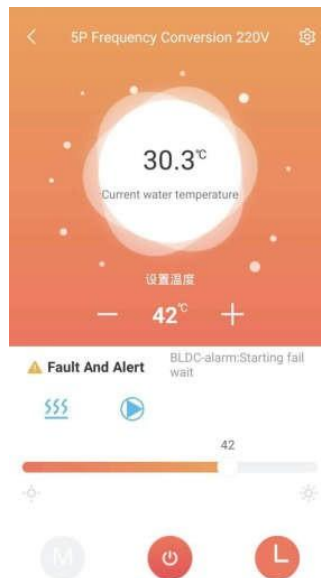 5P Frequency Conversion 220V
30.3℃
Current water temperature
设置温度
— 42℃ +
Fault And Alert
BLDC-alarm:Starting fail
wait
42
M